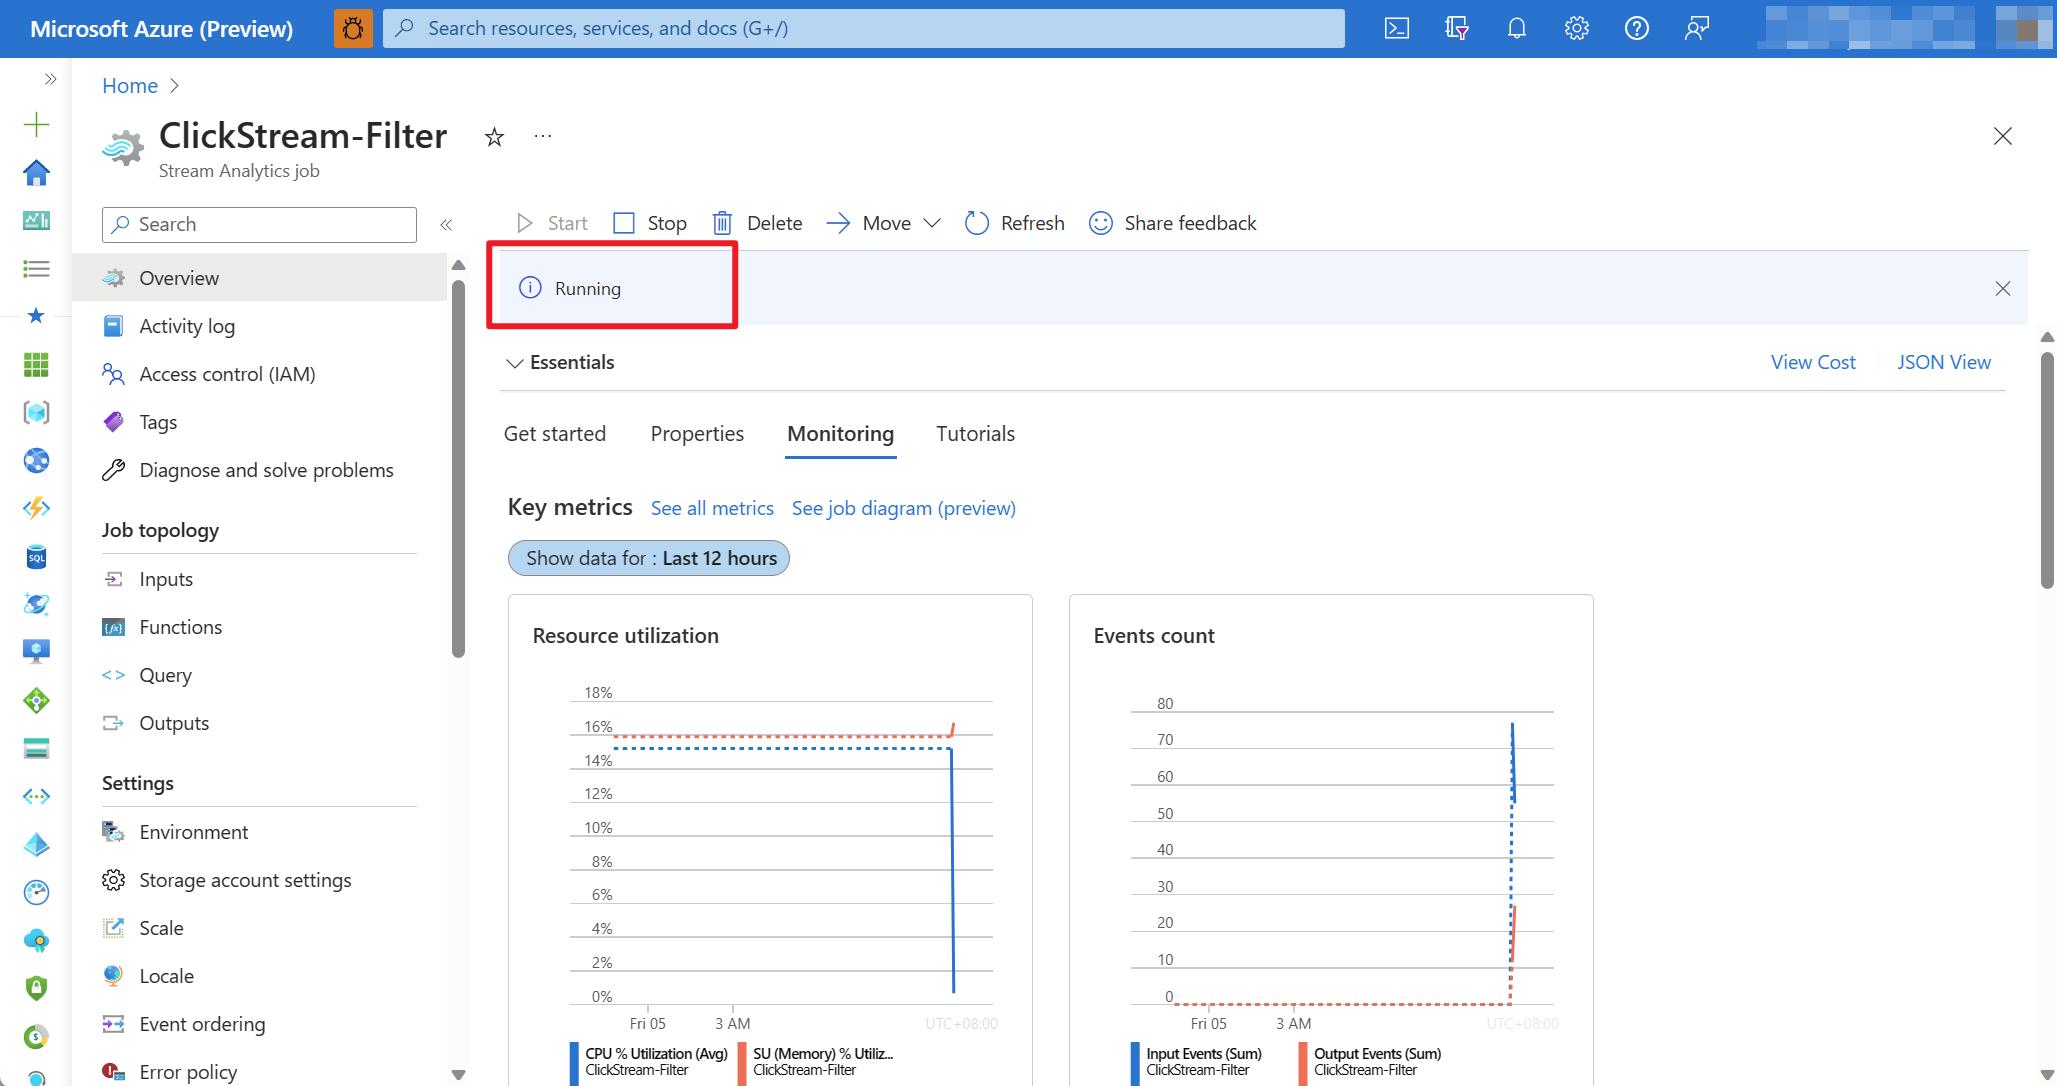 Microsoft Azure (Preview)
Search resources, services, and docs (G+/)
Home
ClickStream-Filter
Stream Analytics job
Search
Start
Stop
Delete
Move
Refresh
Share feedback
Running
Overview
Activity log
Access control (IAM)
Tags
Diagnose and solve problems
Job topology
Inputs
Functions
Query
Outputs
Settings
Environment
Storage account settings
Scale
Locale
Event ordering
Error policy
SQL
Essentials
View Cost
JSON View
Get started
Properties
Monitoring
Tutorials
Key metrics
See all metrics
See job diagram (preview)
Show data for : Last 12 hours
Resource utilization
18%
16%
14%
12%
10%
8%
6%
4%
2%
0%
Fri 05
3 AM
UTC+08:00
CPU % Utilization (Avg)
ClickStream-Filter
SU (Memory) % Utiliz...
ClickStream-Filter
Events count
80
70
60
50
40
30
20
10
0
Fri 05
3 AM
UTC+08:00
Input Events (Sum)
ClickStream-Filter
Output Events (Sum)
ClickStream-Filter